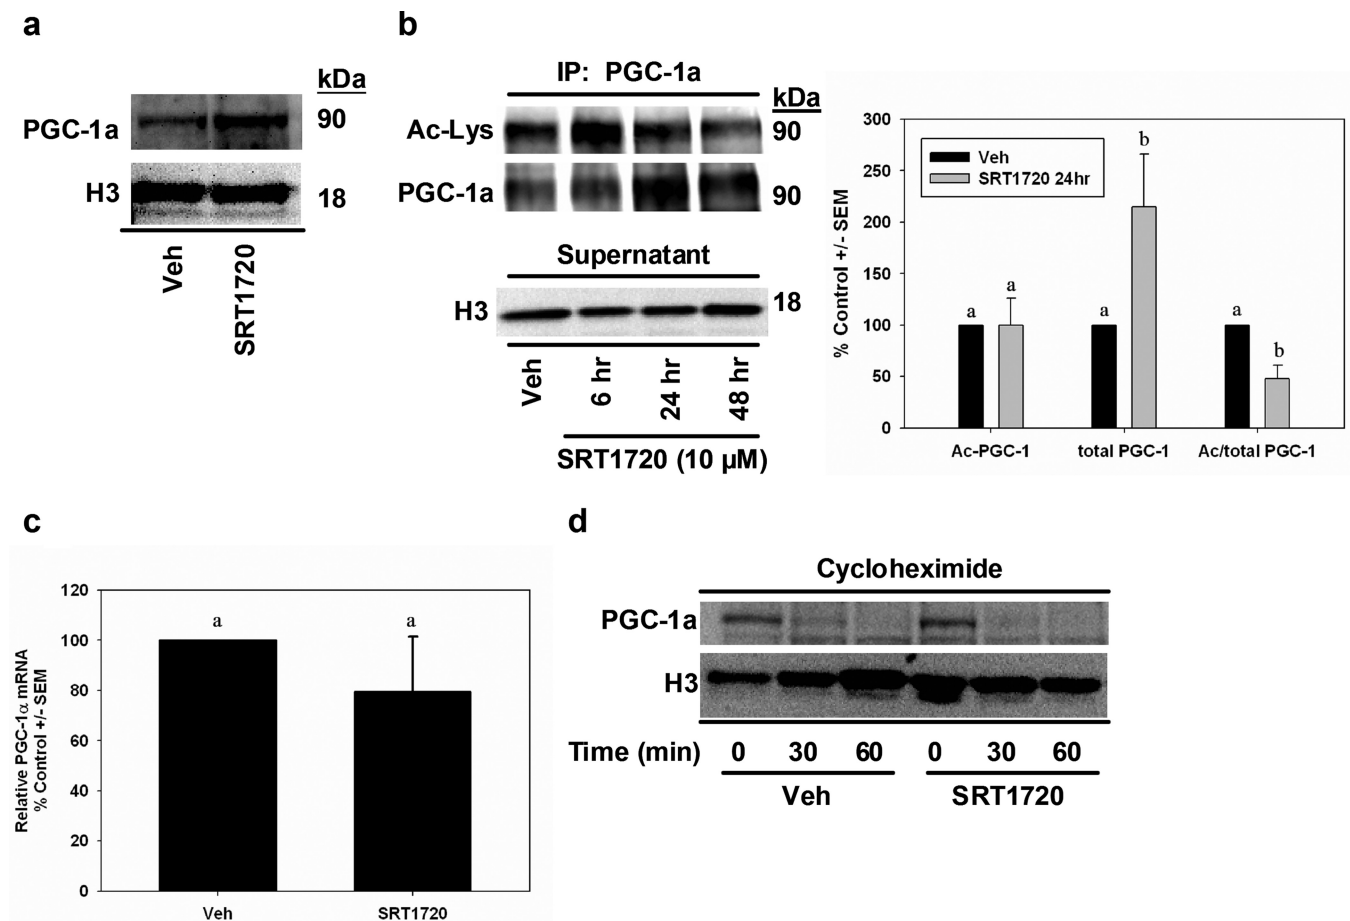 a
kDa
PGC-1a
90
H3
18
Veh
SRT1720
b
IP: PGC-1a
kDa
Ac-Lys
90
PGC-1a
90
Supernatant
H3
18
Veh
6 hr
24 hr
48 hr
SRT1720 (10 µM)
% Control +/- SEM
300
250
200
150
100
50
0
Veh
SRT1720 24hr
a
a
a
b
a
b
Ac-PGC-1
total PGC-1
Ac/total PGC-1
c
Relative PGC-1α mRNA
% Control +/- SEM
120
100
80
60
40
20
0
a
a
Veh
SRT1720
d
Cycloheximide
PGC-1a
H3
Time (min) 0 30 60 0 30 60
Veh
SRT1720